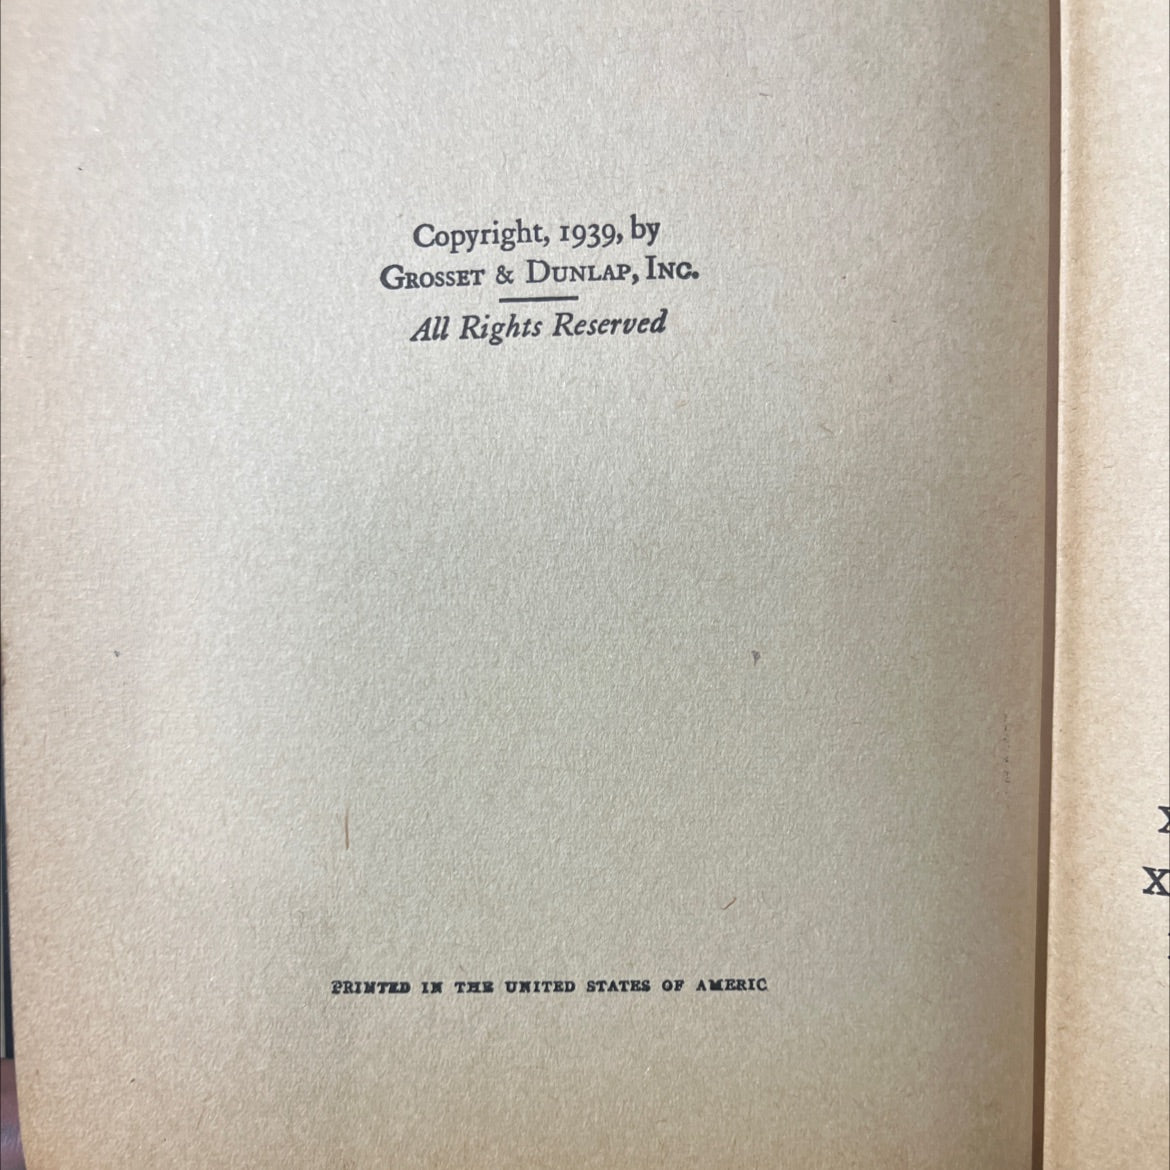 Copyright, 1939, by
GROSSET & DUNLAP, INC.
All Rights Reserved
PRINTED IN THE UNITED STATES OF AMERIC
X